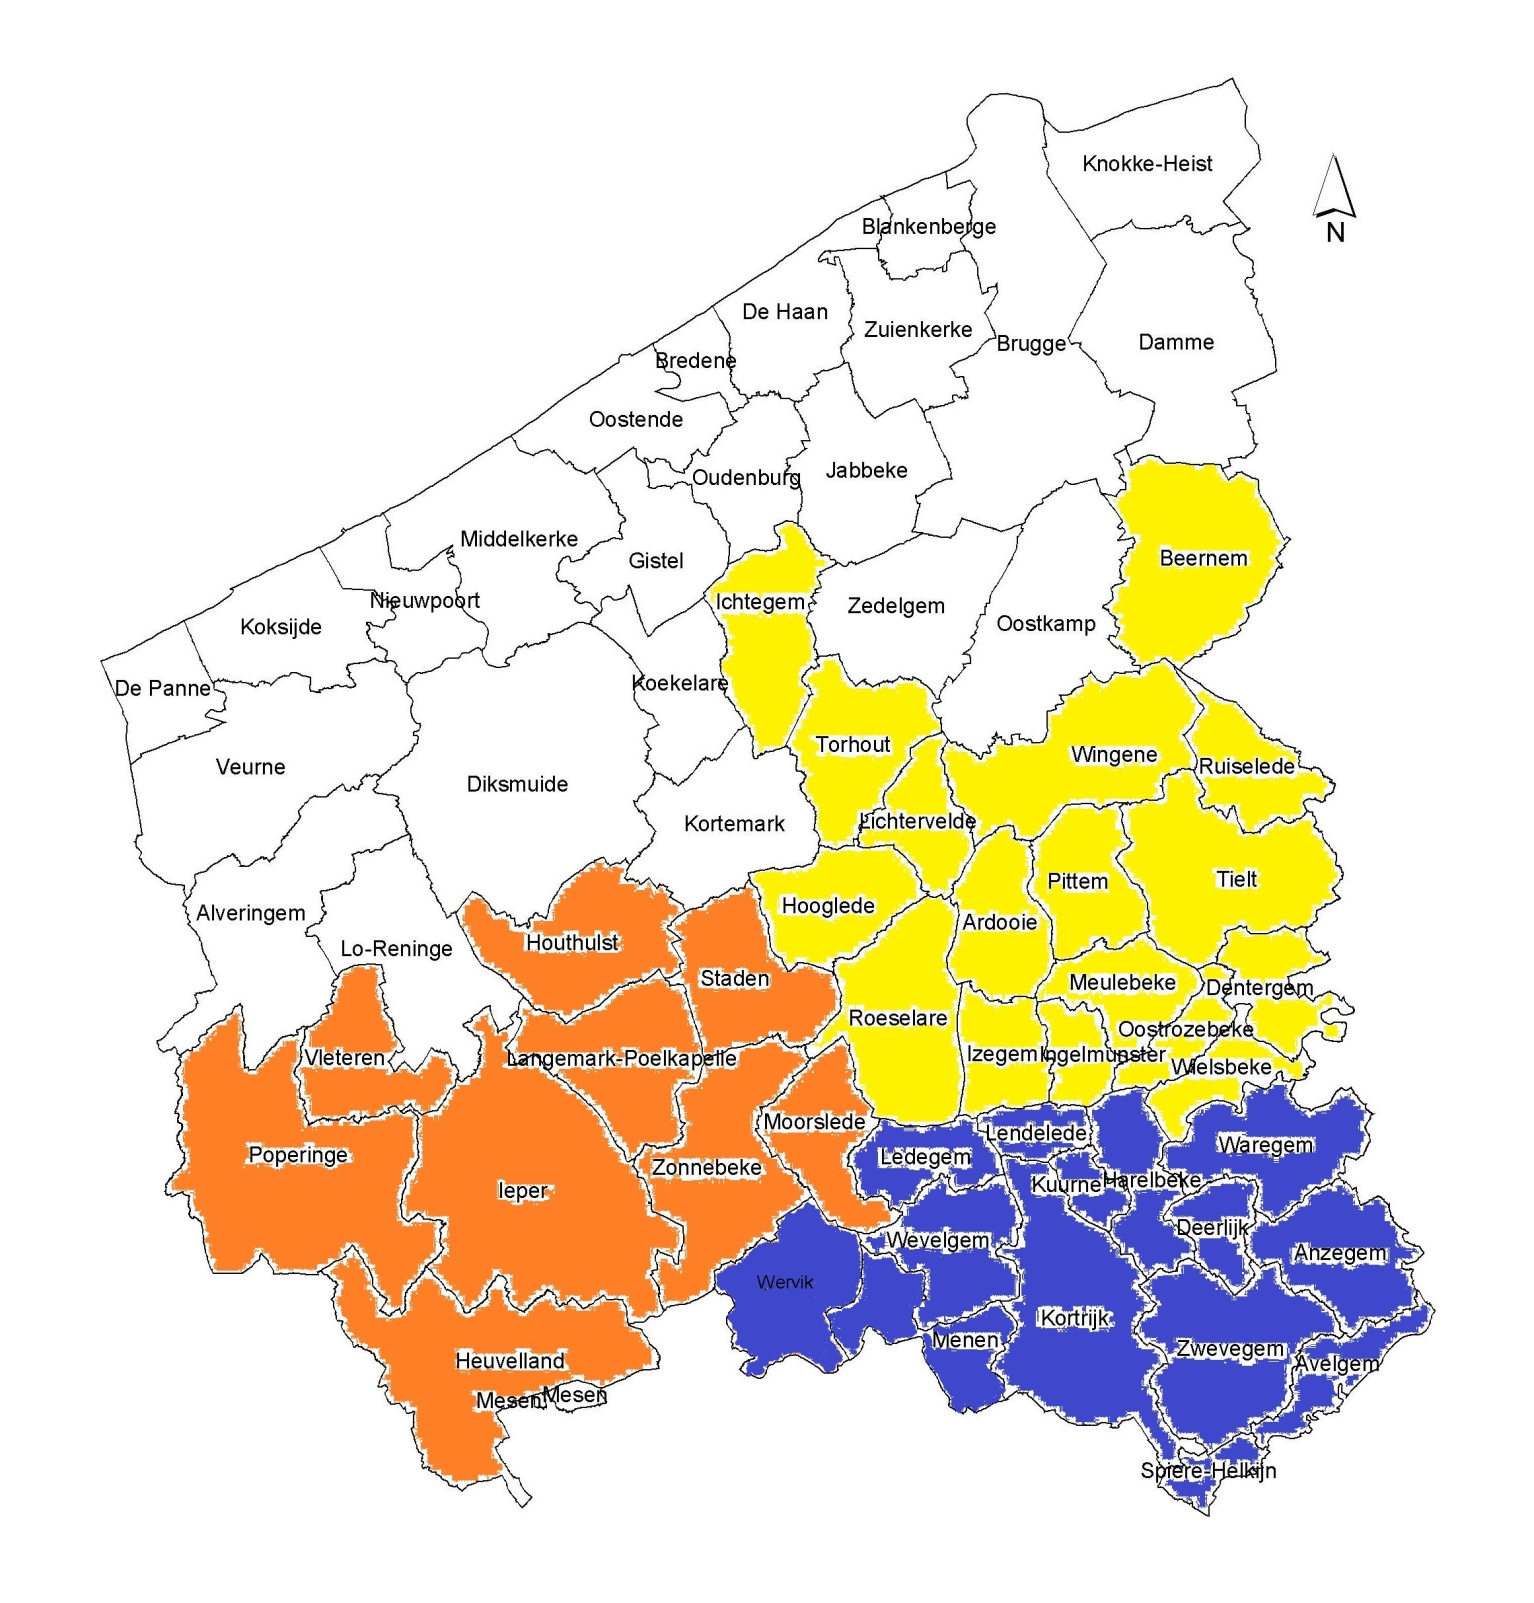 Knokke-Heist
N
Blankenberge
De Haan
Zuienkerke
Brugge
Damme
Bredene
Oostende
Oudenburg
Jabbeke
Middelkerke
Gistel
Beernem
Nieuwpoort
Ichtegem
Zedelgem
Koksijde
Oostkamp
De Panne
Koekelare
Torhout
Wingene
Veurne
Ruiselede
Diksmuide
Kortemark
Lichtervelde
Pittem
Tielt
Hooglede
Alveringem
Ardooie
Houthulst
Lo-Reninge
Staden
Meulebeke
Dentergem
Roeselare
Oostrozebeke
Vleteren
Langemark-Poelkapelle
Izegem
Ingelmunster
Wielsbeke
Moorslede
Lendelede
Waregem
Poperinge
Ledegem
Zonnebeke
Ieper
Kuurne
Harelbeke
Deerlijk
Wevelgem
Anzegem
Wervik
Kortrijk
Menen
Zwevegem
Heuvelland
Avelgem
Mesen
Mesen
Spiere-Helkijn